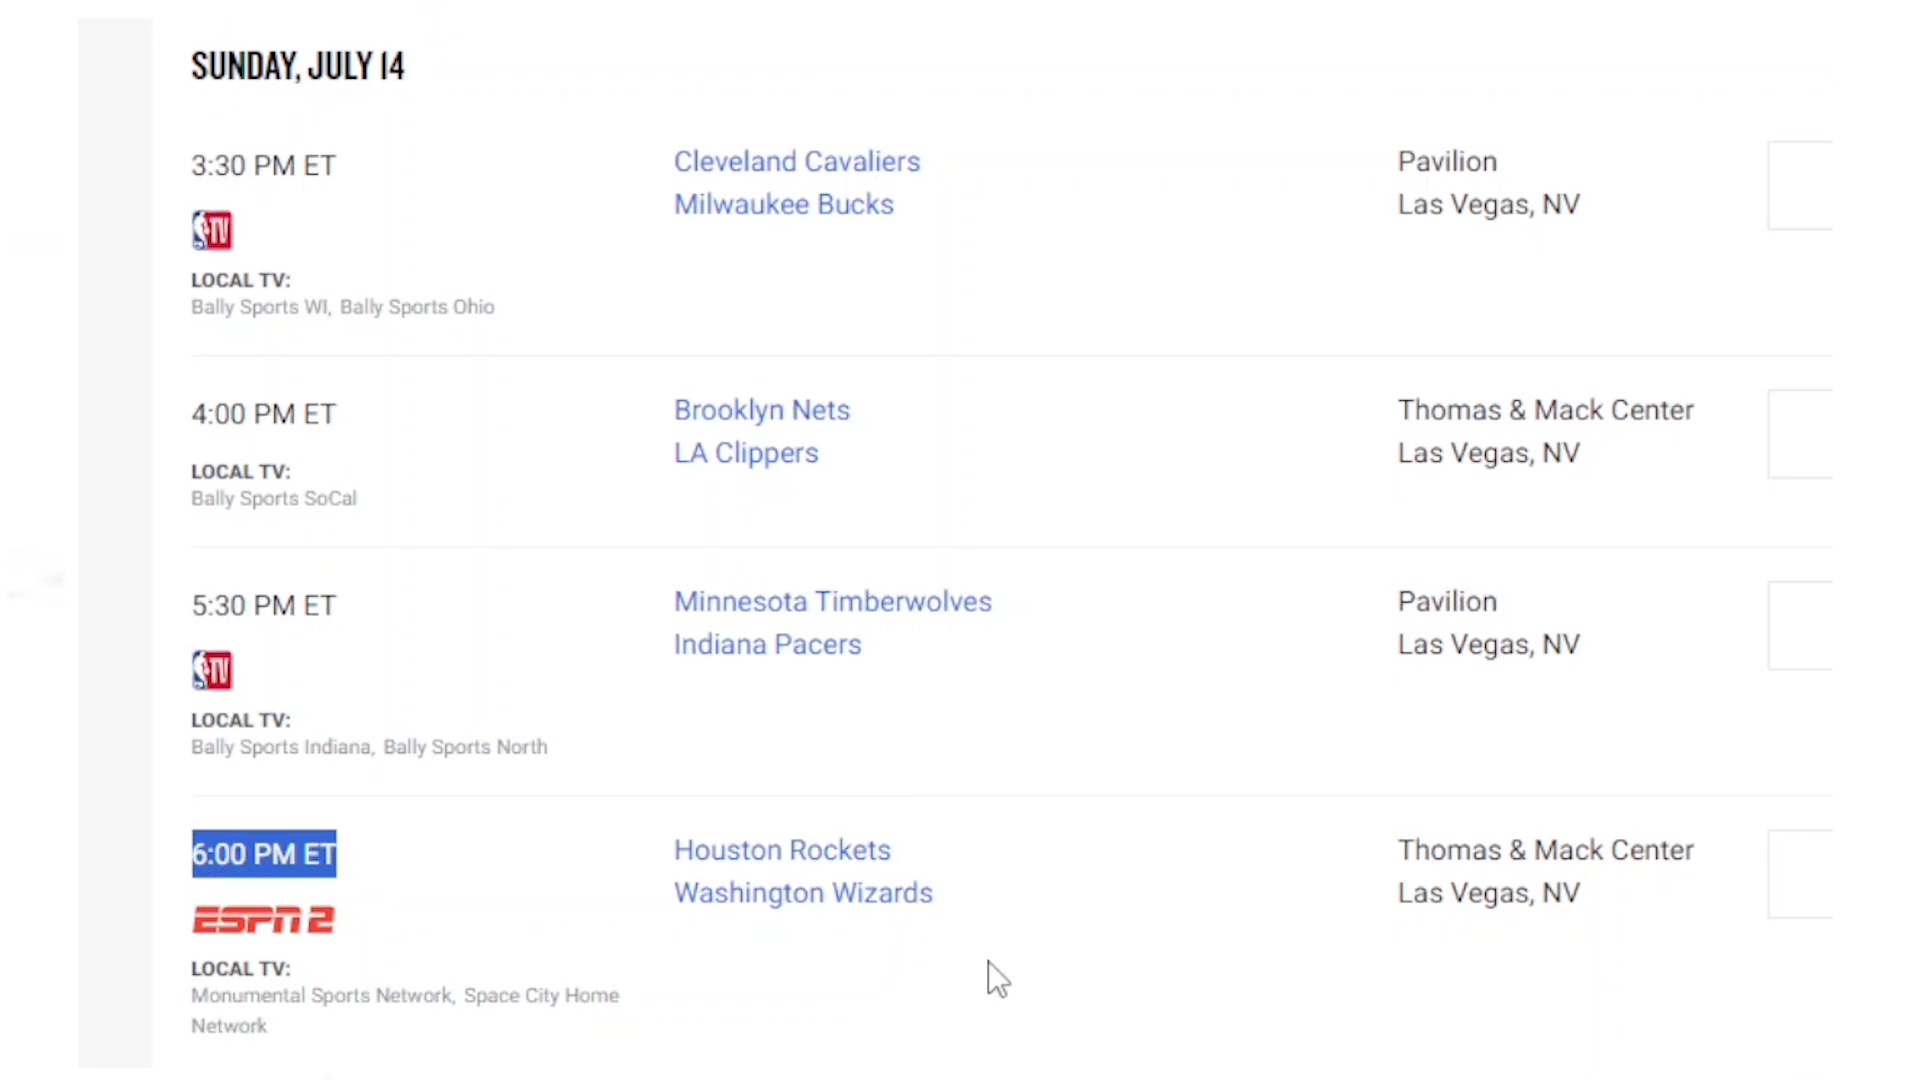 SUNDAY, JULY 14
3:30 PM ET
Cleveland Cavaliers
Milwaukee Bucks
Pavilion
Las Vegas, NV
TV
LOCAL TV:
Bally Sports WI, Bally Sports Ohio
4:00 PM ET
Brooklyn Nets
LA Clippers
Thomas & Mack Center
Las Vegas, NV
LOCAL TV:
Bally Sports SoCal
5:30 PM ET
Minnesota Timberwolves
Indiana Pacers
Pavilion
Las Vegas, NV
TV
LOCAL TV:
Bally Sports Indiana, Bally Sports North
6:00 PM ET
Houston Rockets
Washington Wizards
Thomas & Mack Center
Las Vegas, NV
ESPN 2
LOCAL TV:
Monumental Sports Network, Space City Home
Network